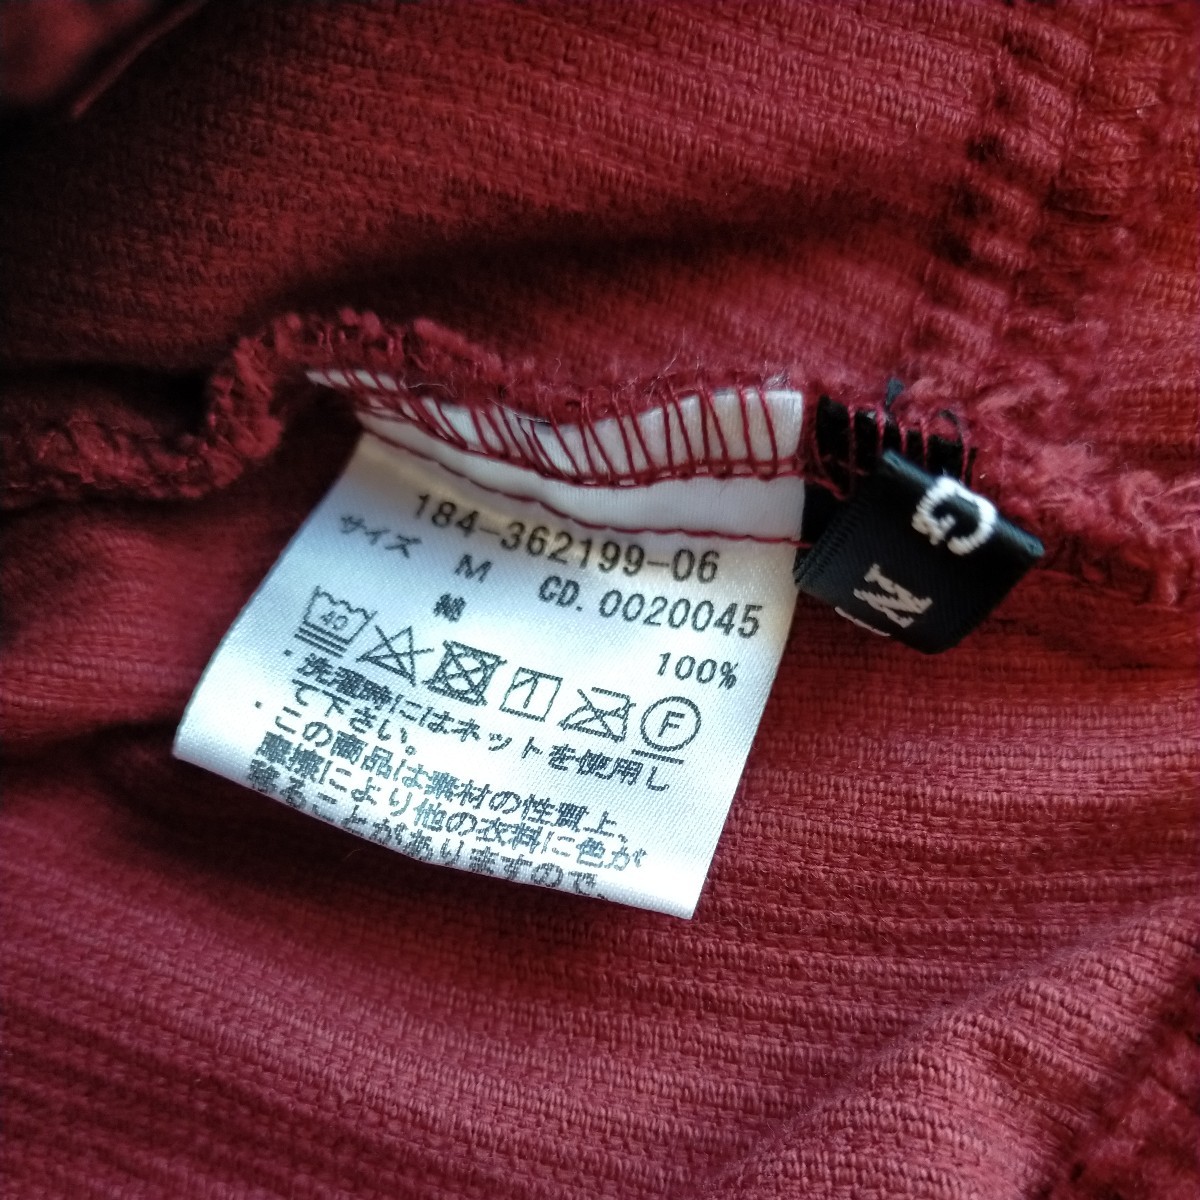 184-362199-06
サイズ M CD. 0020045
綿 100%
40
1
F
・洗濯時にはネットを使用し
て下さい。
・この商品は素材の性質上、
摩擦により他の衣料に色が
移ることがありますので、
G
N